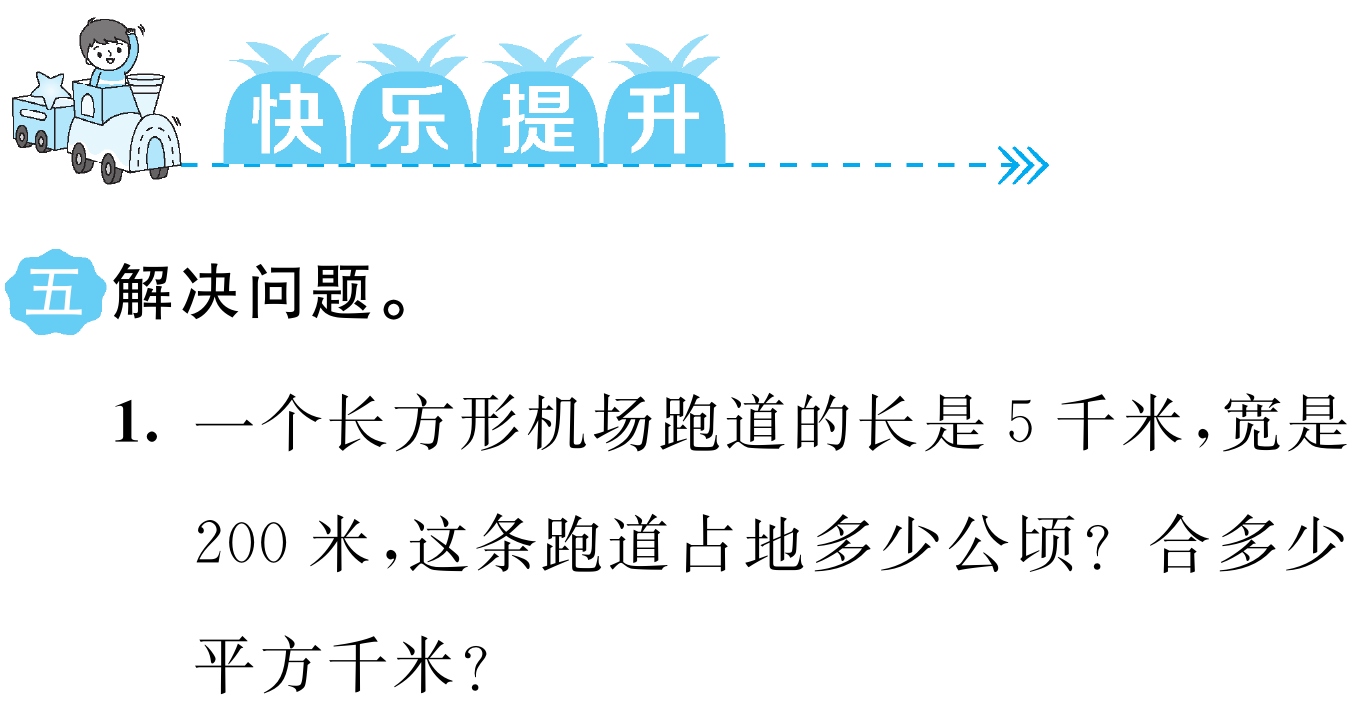 快乐提升
五 解决问题。
1. 一个长方形机场跑道的长是5千米,宽是
200米,这条跑道占地多少公顷?合多少
平方千米?